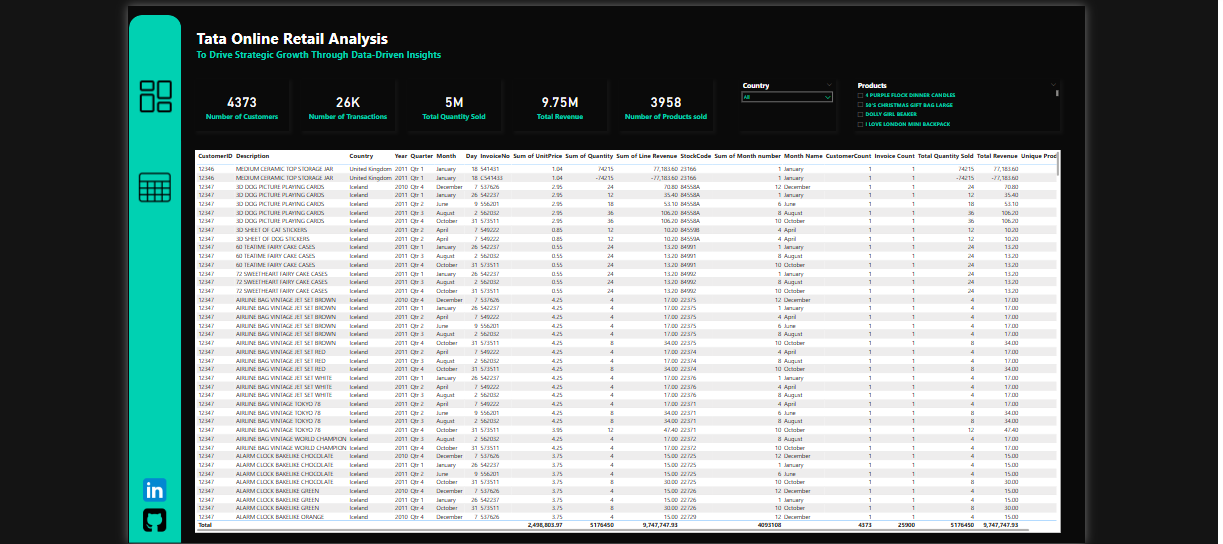 Tata Online Retail Analysis
To Drive Strategic Growth Through Data-Driven Insights
4373
Number of Customers
26K
Number of Transactions
5M
Total Quantity Sold
9.75M
Total Revenue
3958
Number of Products sold
Country
All
Products
4 PURPLE FLOCK DINNER CANDLES
50'S CHRISTMAS GIFT BAG LARGE
DOLLY GIRL BEAKER
I LOVE LONDON MINI BACKPACK
CustomerID Description Country Year Quarter Month Day InvoiceNo Sum of UnitPrice Sum of Quantity Sum of Line Revenue StockCode Sum of Month number Month Name CustomerCount Invoice Count Total Quantity Sold Total Revenue Unique Prod
12346 MEDIUM CERAMIC TOP STORAGE JAR United Kingdom 2011 Qtr 1 January 18 541431 1.04 74215 77,183.60 23166 1 January 1 1 74215 77,183.60
12346 MEDIUM CERAMIC TOP STORAGE JAR United Kingdom 2011 Qtr 1 January 18 C541433 1.04 -74215 -77,183.60 23166 1 January 1 1 -74215 -77,183.60
12347 3D DOG PICTURE PLAYING CARDS Iceland 2010 Qtr 4 December 7 537626 2.95 24 70.80 84558A 12 December 1 1 24 70.80
12347 3D DOG PICTURE PLAYING CARDS Iceland 2011 Qtr 1 January 26 542237 2.95 12 35.40 84558A 1 January 1 1 12 35.40
12347 3D DOG PICTURE PLAYING CARDS Iceland 2011 Qtr 2 June 9 556201 2.95 18 53.10 84558A 6 June 1 1 18 53.10
12347 3D DOG PICTURE PLAYING CARDS Iceland 2011 Qtr 3 August 2 562032 2.95 36 106.20 84558A 8 August 1 1 36 106.20
12347 3D DOG PICTURE PLAYING CARDS Iceland 2011 Qtr 4 October 31 573511 2.95 36 106.20 84558A 10 October 1 1 36 106.20
12347 3D SHEET OF CAT STICKERS Iceland 2011 Qtr 2 April 7 549222 0.85 12 10.20 84559B 4 April 1 1 12 10.20
12347 3D SHEET OF DOG STICKERS Iceland 2011 Qtr 2 April 7 549222 0.85 12 10.20 84559A 4 April 1 1 12 10.20
12347 60 TEATIME FAIRY CAKE CASES Iceland 2011 Qtr 1 January 26 542237 0.55 24 13.20 84991 1 January 1 1 24 13.20
12347 60 TEATIME FAIRY CAKE CASES Iceland 2011 Qtr 3 August 2 562032 0.55 24 13.20 84991 8 August 1 1 24 13.20
12347 60 TEATIME FAIRY CAKE CASES Iceland 2011 Qtr 4 October 31 573511 0.55 24 13.20 84991 10 October 1 1 24 13.20
12347 72 SWEETHEART FAIRY CAKE CASES Iceland 2011 Qtr 1 January 26 542237 0.55 24 13.20 84992 1 January 1 1 24 13.20
12347 72 SWEETHEART FAIRY CAKE CASES Iceland 2011 Qtr 3 August 2 562032 0.55 24 13.20 84992 8 August 1 1 24 13.20
12347 72 SWEETHEART FAIRY CAKE CASES Iceland 2011 Qtr 4 October 31 573511 0.55 24 13.20 84992 10 October 1 1 24 13.20
12347 AIRLINE BAG VINTAGE JET SET BROWN Iceland 2010 Qtr 4 December 7 537626 4.25 4 17.00 22375 12 December 1 1 4 17.00
12347 AIRLINE BAG VINTAGE JET SET BROWN Iceland 2011 Qtr 1 January 26 542237 4.25 4 17.00 22375 1 January 1 1 4 17.00
12347 AIRLINE BAG VINTAGE JET SET BROWN Iceland 2011 Qtr 2 April 7 549222 4.25 4 17.00 22375 4 April 1 1 4 17.00
12347 AIRLINE BAG VINTAGE JET SET BROWN Iceland 2011 Qtr 2 June 9 556201 4.25 4 17.00 22375 6 June 1 1 4 17.00
12347 AIRLINE BAG VINTAGE JET SET BROWN Iceland 2011 Qtr 3 August 2 562032 4.25 4 17.00 22375 8 August 1 1 4 17.00
12347 AIRLINE BAG VINTAGE JET SET BROWN Iceland 2011 Qtr 4 October 31 573511 4.25 8 34.00 22375 10 October 1 1 8 34.00
12347 AIRLINE BAG VINTAGE JET SET RED Iceland 2011 Qtr 2 April 7 549222 4.25 4 17.00 22374 4 April 1 1 4 17.00
12347 AIRLINE BAG VINTAGE JET SET RED Iceland 2011 Qtr 3 August 2 562032 4.25 4 17.00 22374 8 August 1 1 4 17.00
12347 AIRLINE BAG VINTAGE JET SET RED Iceland 2011 Qtr 4 October 31 573511 4.25 8 34.00 22374 10 October 1 1 8 34.00
12347 AIRLINE BAG VINTAGE JET SET WHITE Iceland 2011 Qtr 1 January 26 542237 4.25 4 17.00 22376 1 January 1 1 4 17.00
12347 AIRLINE BAG VINTAGE JET SET WHITE Iceland 2011 Qtr 2 April 7 549222 4.25 4 17.00 22376 4 April 1 1 4 17.00
12347 AIRLINE BAG VINTAGE JET SET WHITE Iceland 2011 Qtr 3 August 2 562032 4.25 4 17.00 22376 8 August 1 1 4 17.00
12347 AIRLINE BAG VINTAGE TOKYO 78 Iceland 2011 Qtr 2 April 7 549222 4.25 4 17.00 22371 4 April 1 1 4 17.00
12347 AIRLINE BAG VINTAGE TOKYO 78 Iceland 2011 Qtr 2 June 9 556201 4.25 8 34.00 22371 6 June 1 1 8 34.00
12347 AIRLINE BAG VINTAGE TOKYO 78 Iceland 2011 Qtr 3 August 2 562032 4.25 8 34.00 22371 8 August 1 1 8 34.00
12347 AIRLINE BAG VINTAGE TOKYO 78 Iceland 2011 Qtr 4 October 31 573511 3.95 12 47.40 22371 10 October 1 1 12 47.40
12347 AIRLINE BAG VINTAGE WORLD CHAMPION Iceland 2011 Qtr 3 August 2 562032 4.25 4 17.00 22372 8 August 1 1 4 17.00
12347 AIRLINE BAG VINTAGE WORLD CHAMPION Iceland 2011 Qtr 4 October 31 573511 4.25 4 17.00 22372 10 October 1 1 4 17.00
12347 ALARM CLOCK BAKELIKE CHOCOLATE Iceland 2010 Qtr 4 December 7 537626 3.75 4 15.00 22725 12 December 1 1 4 15.00
12347 ALARM CLOCK BAKELIKE CHOCOLATE Iceland 2011 Qtr 1 January 26 542237 3.75 4 15.00 22725 1 January 1 1 4 15.00
12347 ALARM CLOCK BAKELIKE CHOCOLATE Iceland 2011 Qtr 2 June 9 556201 3.75 4 15.00 22725 6 June 1 1 4 15.00
12347 ALARM CLOCK BAKELIKE CHOCOLATE Iceland 2011 Qtr 4 October 31 573511 3.75 8 30.00 22725 10 October 1 1 8 30.00
12347 ALARM CLOCK BAKELIKE GREEN Iceland 2010 Qtr 4 December 7 537626 3.75 4 15.00 22726 12 December 1 1 4 15.00
12347 ALARM CLOCK BAKELIKE GREEN Iceland 2011 Qtr 1 January 26 542237 3.75 4 15.00 22726 1 January 1 1 4 15.00
12347 ALARM CLOCK BAKELIKE GREEN Iceland 2011 Qtr 4 October 31 573511 3.75 8 30.00 22726 10 October 1 1 8 30.00
12347 ALARM CLOCK BAKELIKE ORANGE Iceland 2010 Qtr 4 December 7 537626 3.75 4 15.00 22729 12 December 1 1 4 15.00
Total 2,498,803.97 5176450 9,747,747.93 4093108 4373 25900 5176450 9,747,747.93
in